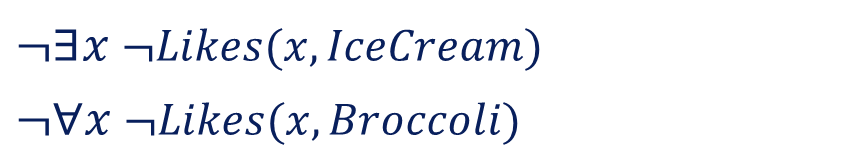 ¬∃x ¬Likes(x, IceCream)
¬∀x ¬Likes(x, Broccoli)